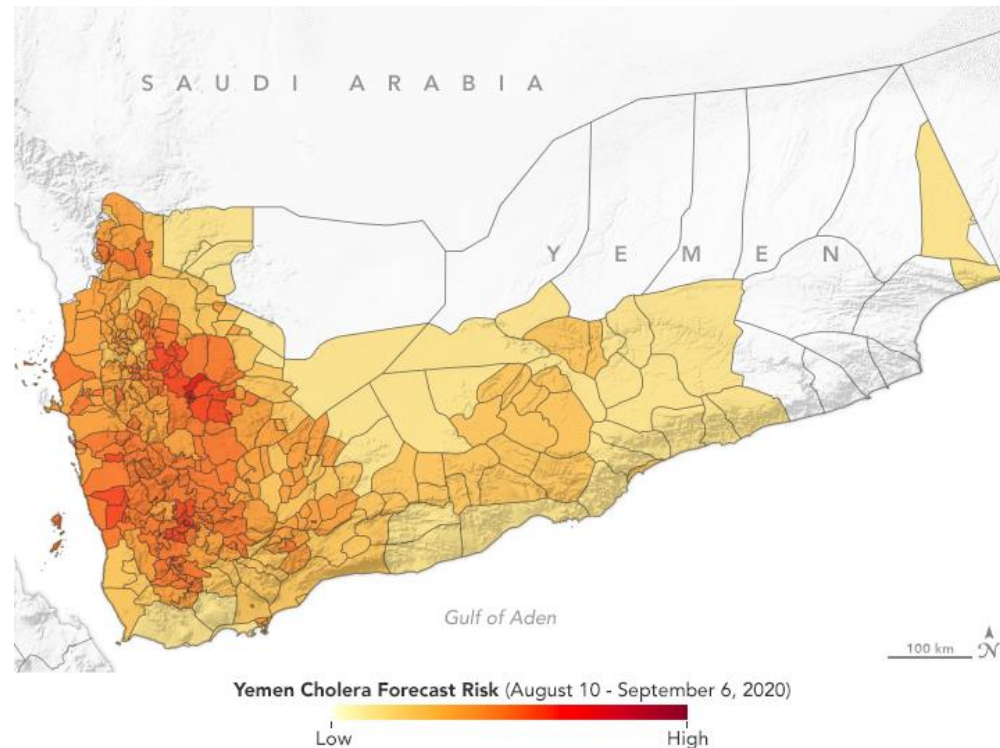 SAUDI ARABIA
YEMEN
Gulf of Aden
100 km
N
Yemen Cholera Forecast Risk (August 10 - September 6, 2020)
Low High